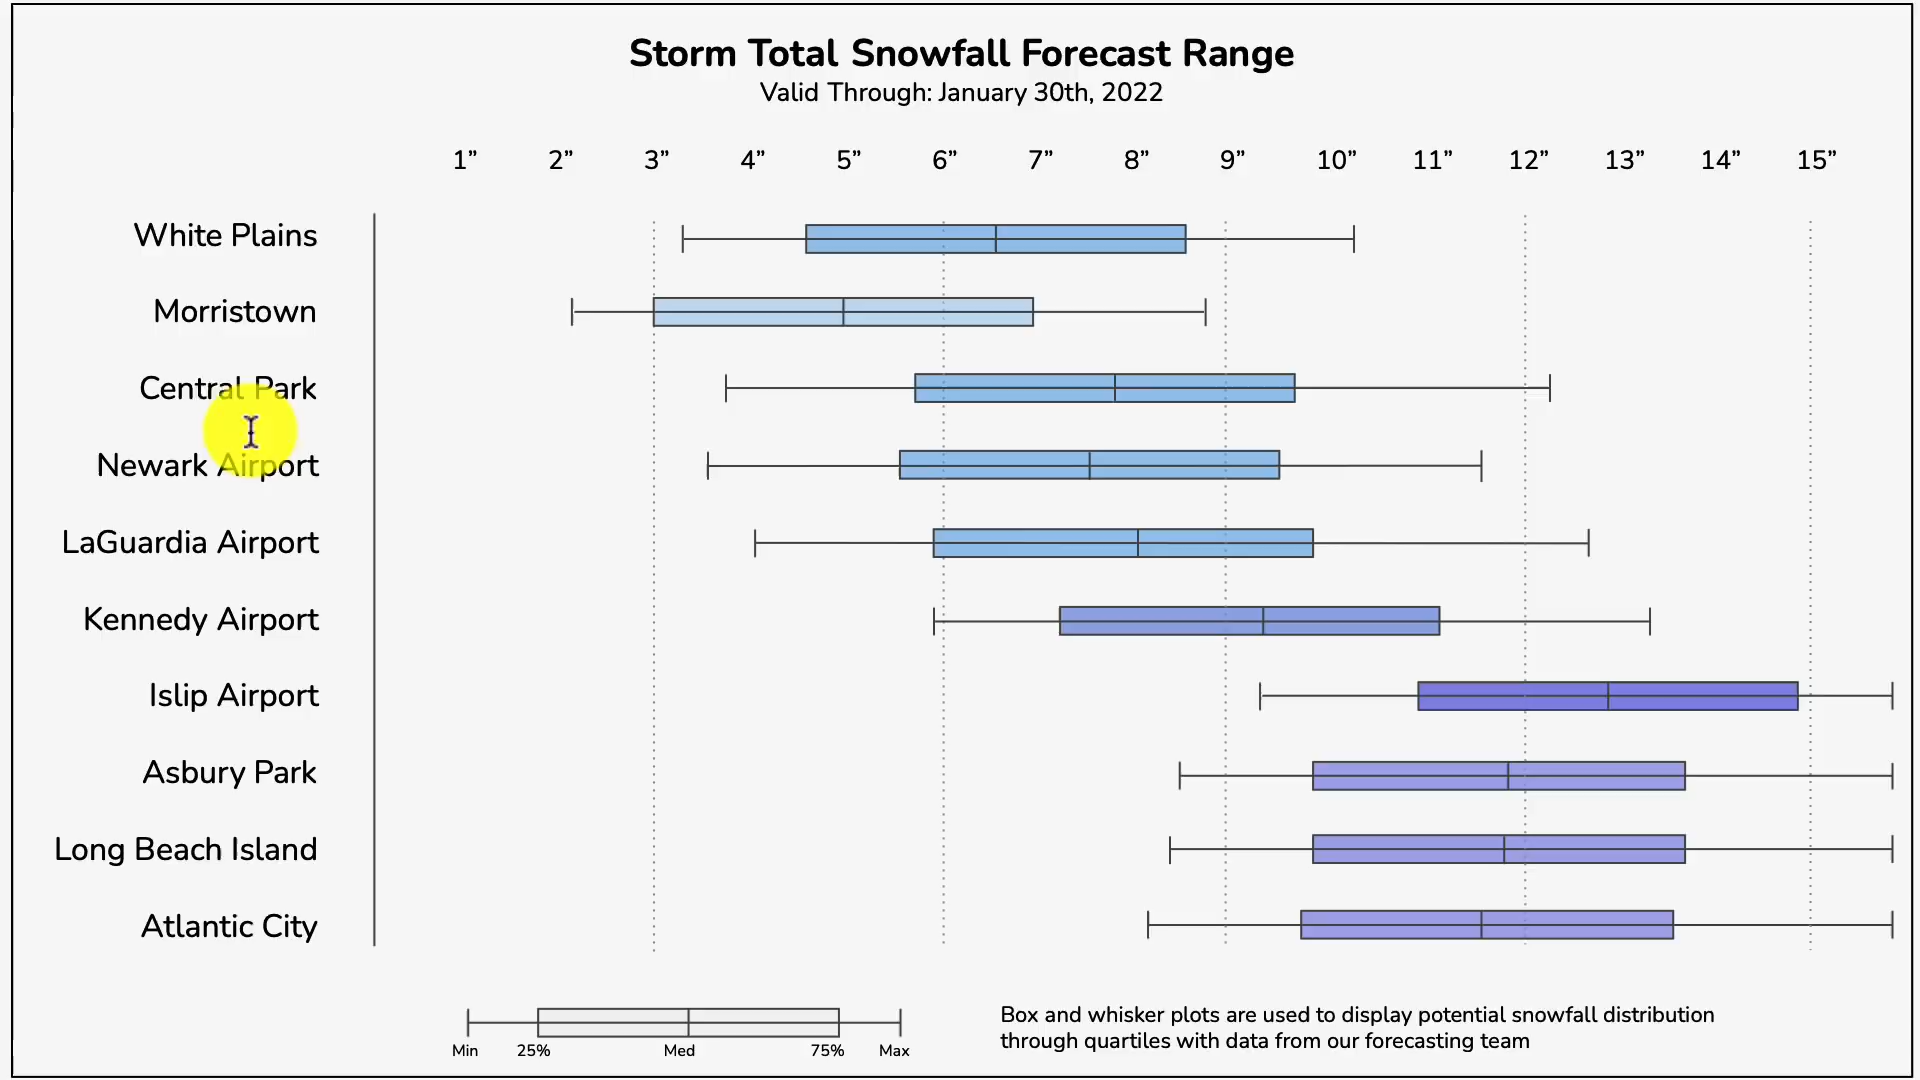 Storm Total Snowfall Forecast Range
Valid Through: January 30th, 2022
1” 2” 3” 4” 5” 6” 7” 8” 9” 10” 11” 12” 13” 14” 15”
White Plains
Morristown
Central Park
Newark Airport
LaGuardia Airport
Kennedy Airport
Islip Airport
Asbury Park
Long Beach Island
Atlantic City
Min 25% Med 75% Max
Box and whisker plots are used to display potential snowfall distribution
through quartiles with data from our forecasting team